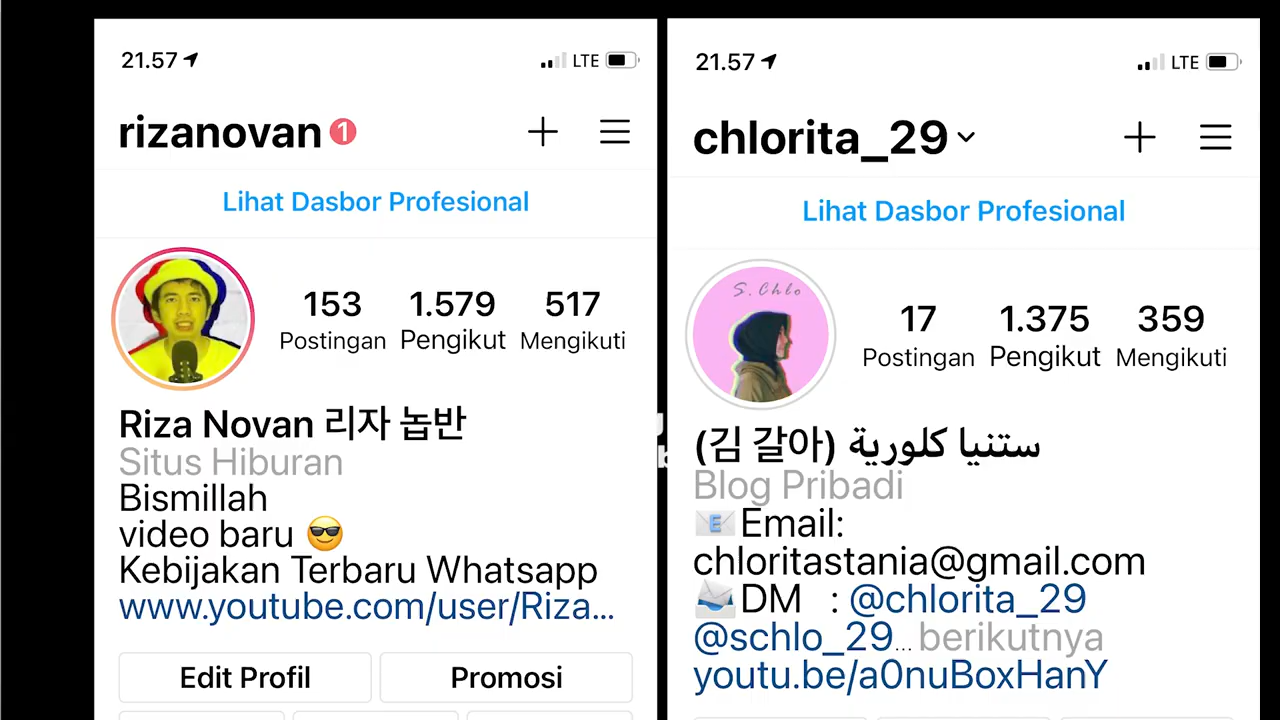 21.57
LTE
rizanovan 1
Lihat Dasbor Profesional
153 1.579 517
Postingan Pengikut Mengikuti
Riza Novan 리자 놉반
Situs Hiburan
Bismillah
video baru 😎
Kebijakan Terbaru Whatsapp
www.youtube.com/user/Riza...
Edit Profil Promosi
21.57
LTE
chlorita_29
Lihat Dasbor Profesional
S. Chlo
17 1.375 359
Postingan Pengikut Mengikuti
(김 갈아) ستنيا كلورية
Blog Pribadi
📧Email:
chloritastania@gmail.com
📨DM : @chlorita_29
@schlo_29... berikutnya
youtu.be/a0nuBoxHanY